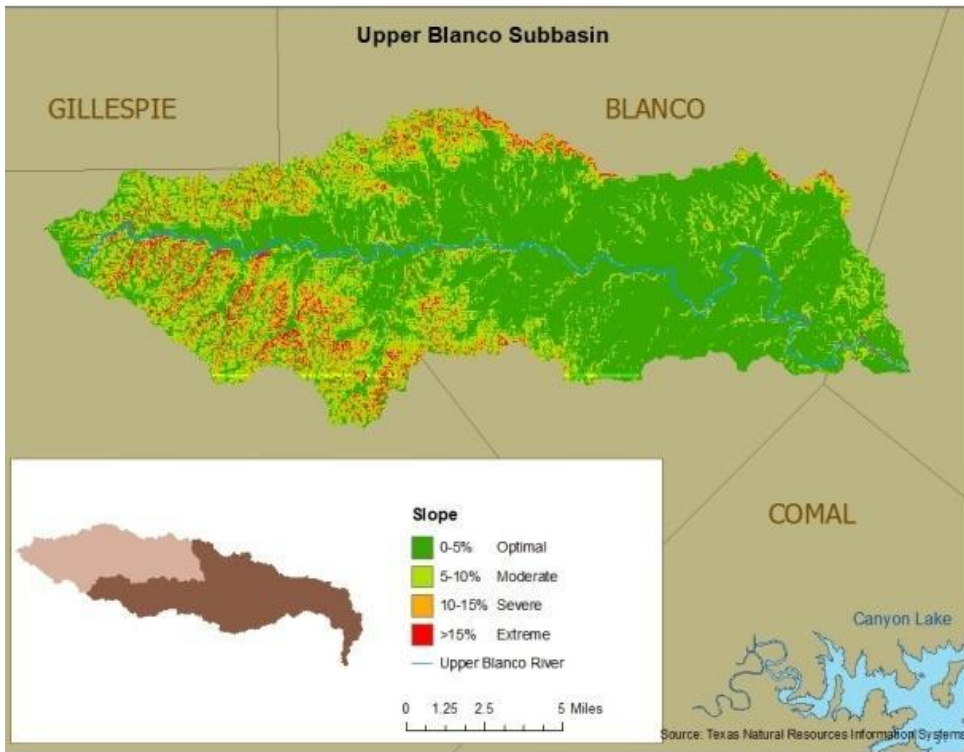 Upper Blanco Subbasin
GILLESPIE
BLANCO
COMAL
Slope
0-5% Optimal
5-10% Moderate
10-15% Severe
>15% Extreme
Upper Blanco River
0 1.25 2.5 5 Miles
Canyon Lake
Source: Texas Natural Resources Information Systems